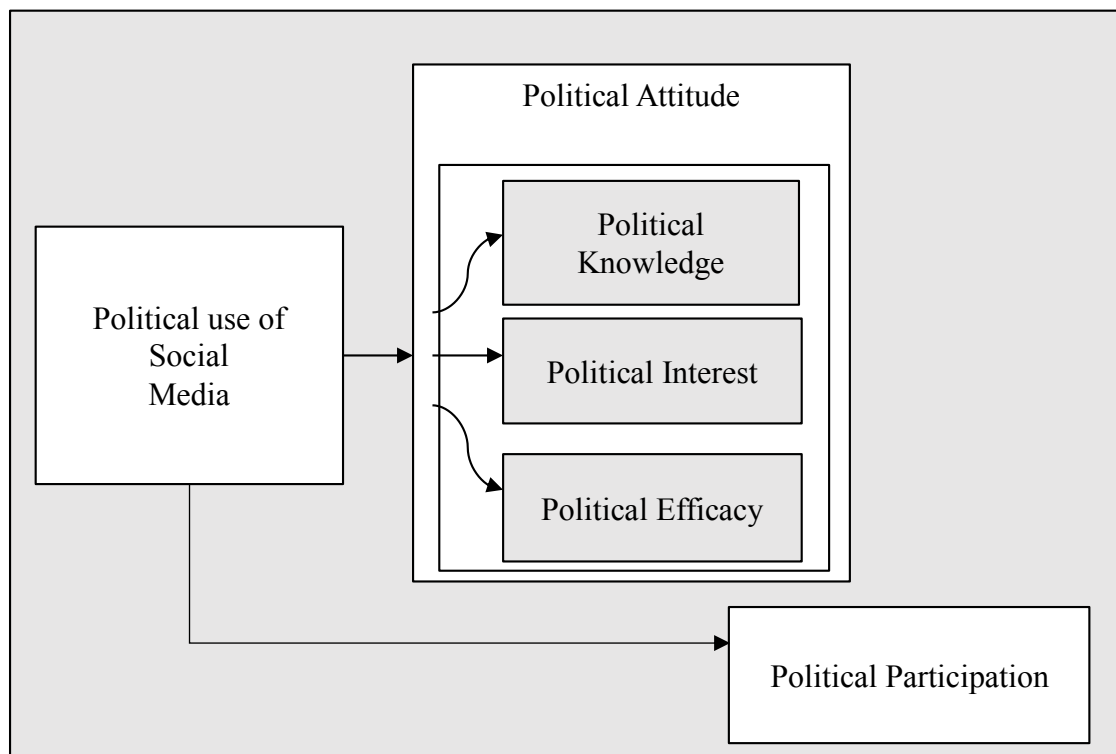 Political Attitude
Political
Knowledge
Political use of
Social
Media
Political Interest
Political Efficacy
Political Participation